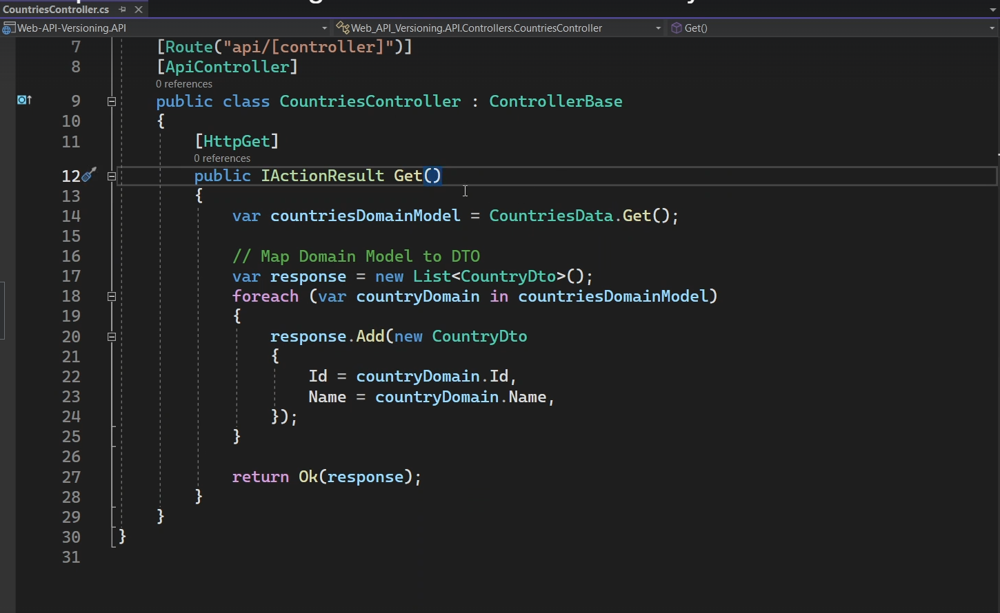 CountriesController.cs
Web-API-Versioning.API Web_API_Versioning.API.Controllers.CountriesController Get()
7 [Route("api/[controller]")]
8 [ApiController]
0 references
9 public class CountriesController : ControllerBase
10 {
11 [HttpGet]
0 references
12 public IActionResult Get()
13 {
14 var countriesDomainModel = CountriesData.Get();
15
16 // Map Domain Model to DTO
17 var response = new List<CountryDto>();
18 foreach (var countryDomain in countriesDomainModel)
19 {
20 response.Add(new CountryDto
21 {
22 Id = countryDomain.Id,
23 Name = countryDomain.Name,
24 });
25 }
26
27 return Ok(response);
28 }
29 }
30 }
31